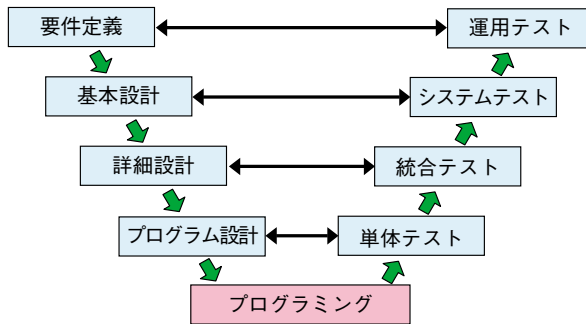 要件定義
運用テスト
基本設計
システムテスト
詳細設計
統合テスト
プログラム設計
単体テスト
プログラミング